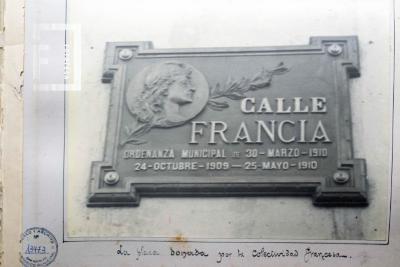 CALLE
FRANCIA
ORDENANZA MUNICIPAL DE 30-MARZO-1910
24-OCTUBRE-1909 — 25-MAYO-1910
La placa donada por la Colectividad Francesa.